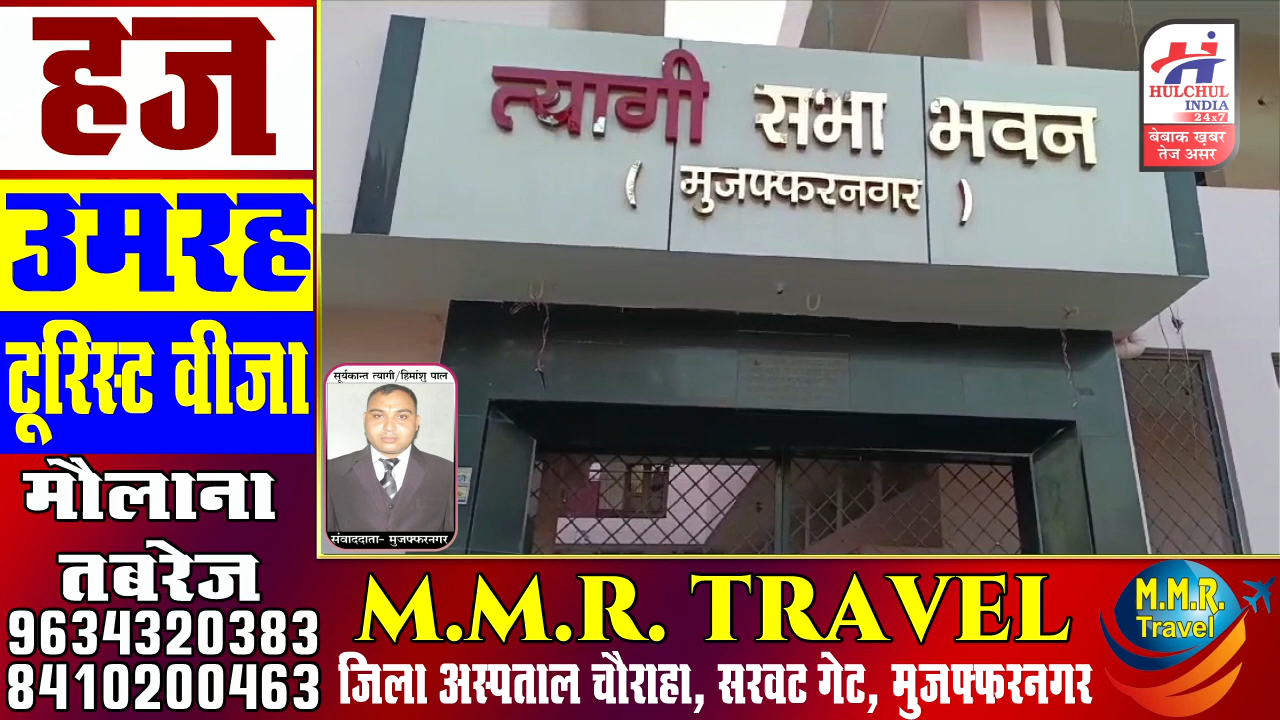 हज
उमरह
टूरिस्ट वीजा
मौलाना
तबरेज
9634320383
8410200463
त्यागी सभा भवन
( मुजफ्फरनगर )
HULCHUL
INDIA
24x7
बेबाक ख़बर
तेज असर
सूर्यकान्त त्यागी/हिमांशु पाल
संवाददाता- मुजफ्फरनगर
M.M.R. TRAVEL
जिला अस्पताल चौराहा, सरवट गेट, मुजफ्फरनगर
M.M.R.
Travel